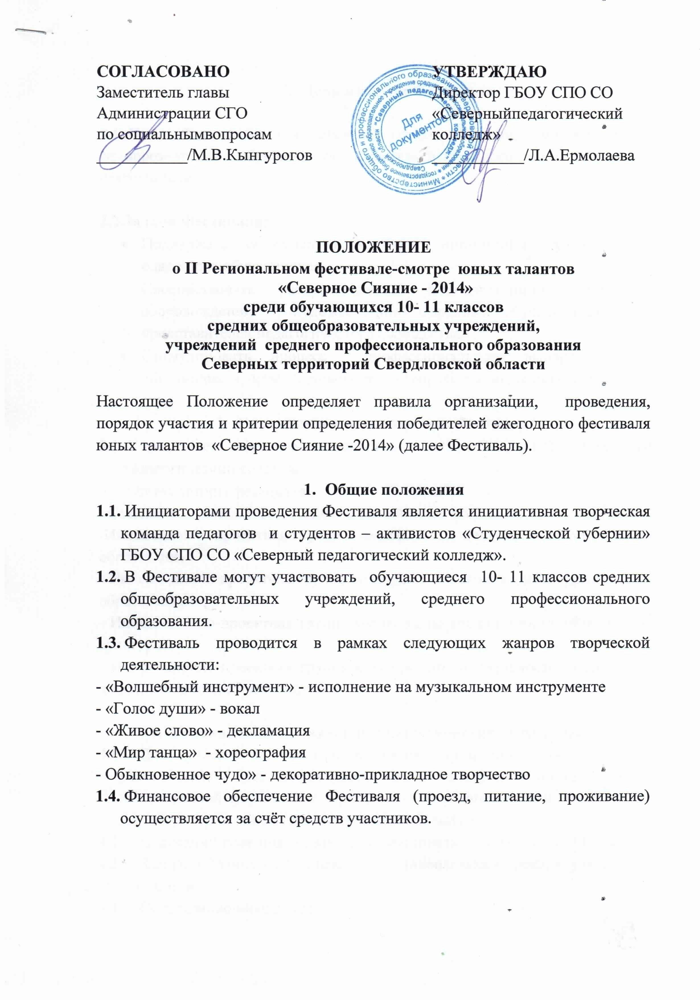 СОГЛАСОВАНО
Заместитель главы
Администрации СГО
по социальнымвопросам
___________/М.В.Кынгурогов
УТВЕРЖДАЮ
Директор ГБОУ СПО СО
«Северныйпедагогический
колледж»
___________/Л.А.Ермолаева
Министерство общего и профессионального образования Свердловской области
государственное бюджетное образовательное учреждение среднего профессионального образования
Свердловской области "Северный педагогический колледж"
Для
документов
ПОЛОЖЕНИЕ
о II Региональном фестивале-смотре юных талантов
«Северное Сияние - 2014»
среди обучающихся 10- 11 классов
средних общеобразовательных учреждений,
учреждений среднего профессионального образования
Северных территорий Свердловской области
Настоящее Положение определяет правила организации, проведения,
порядок участия и критерии определения победителей ежегодного фестиваля
юных талантов «Северное Сияние -2014» (далее Фестиваль).
1. Общие положения
1.1. Инициаторами проведения Фестиваля является инициативная творческая
команда педагогов и студентов – активистов «Студенческой губернии»
ГБОУ СПО СО «Северный педагогический колледж».
1.2. В Фестивале могут участвовать обучающиеся 10- 11 классов средних
общеобразовательных учреждений, среднего профессионального
образования.
1.3. Фестиваль проводится в рамках следующих жанров творческой
деятельности:
- «Волшебный инструмент» - исполнение на музыкальном инструменте
- «Голос души» - вокал
- «Живое слово» - декламация
- «Мир танца» - хореография
- Обыкновенное чудо» - декоративно-прикладное творчество
1.4. Финансовое обеспечение Фестиваля (проезд, питание, проживание)
осуществляется за счёт средств участников.